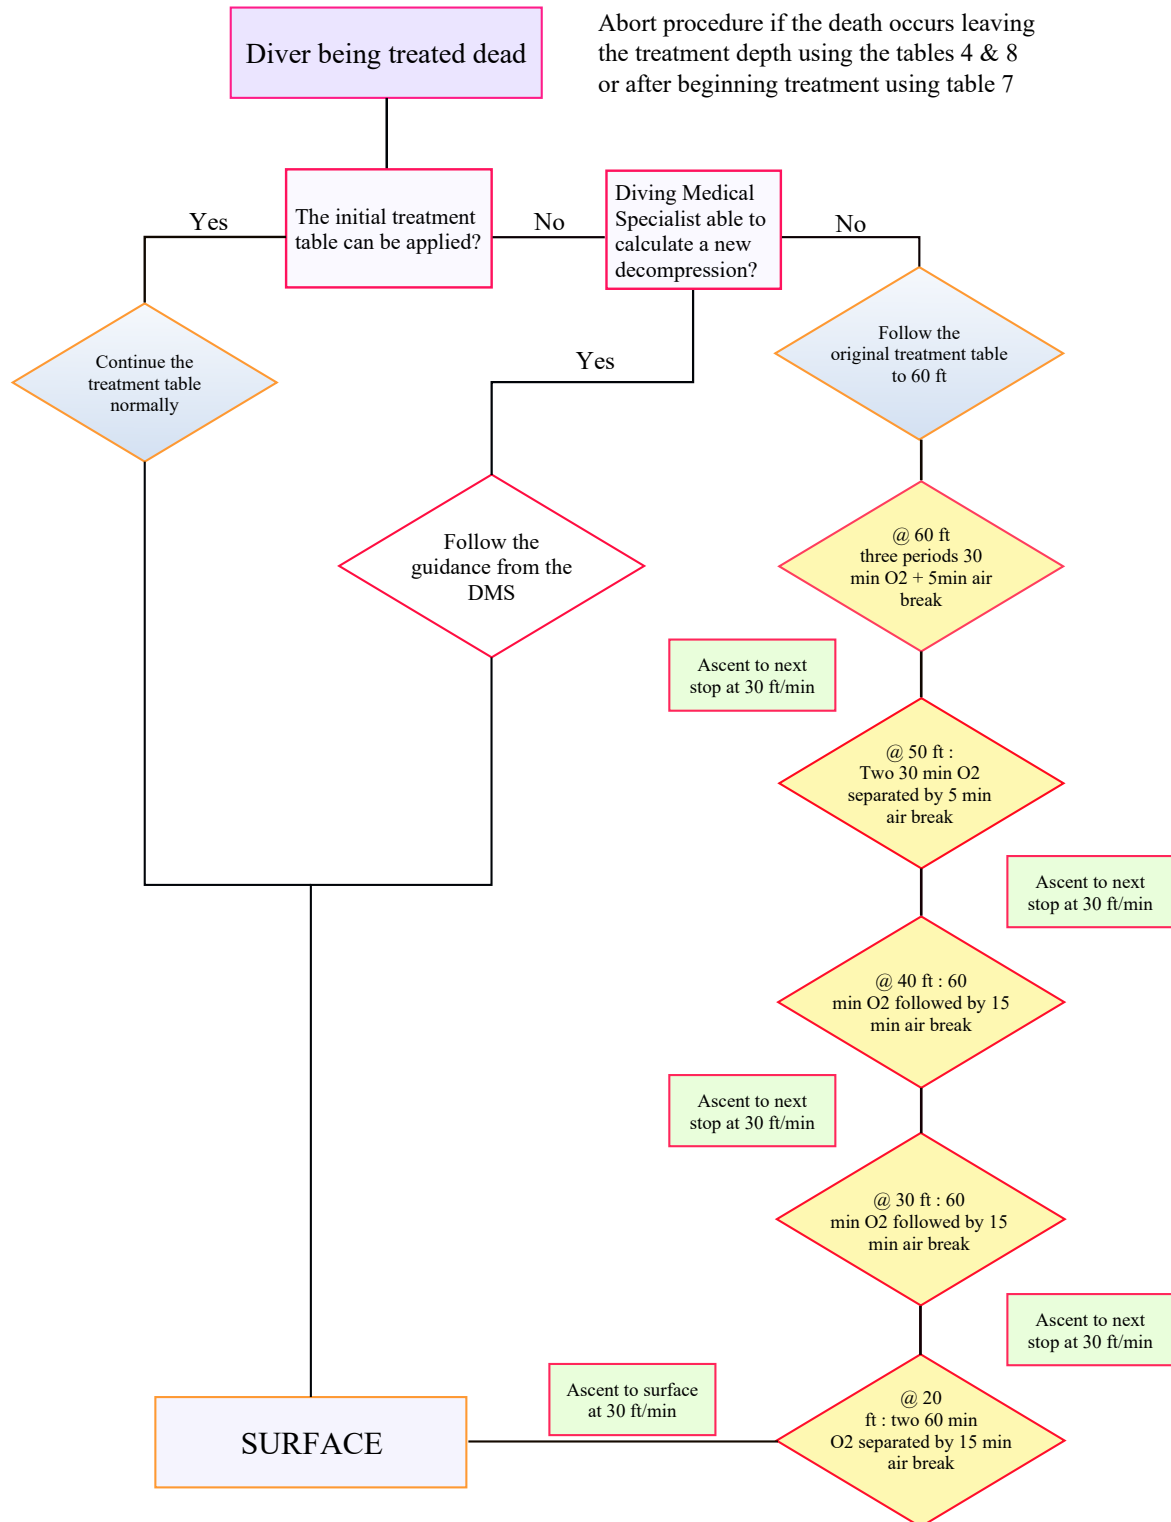 Diver being treated dead
Abort procedure if the death occurs leaving
the treatment depth using the tables 4 & 8
or after beginning treatment using table 7
Yes
The initial treatment
table can be applied?
No
Diving Medical
Specialist able to
calculate a new
decompression?
No
Continue the
treatment table
normally
Yes
Follow the
original treatment table
to 60 ft
Follow the
guidance from the
DMS
@ 60 ft
three periods 30
min O2 + 5min air
break
Ascent to next
stop at 30 ft/min
@ 50 ft :
Two 30 min O2
separated by 5 min
air break
Ascent to next
stop at 30 ft/min
@ 40 ft : 60
min O2 followed by 15
min air break
Ascent to next
stop at 30 ft/min
@ 30 ft : 60
min O2 followed by 15
min air break
Ascent to next
stop at 30 ft/min
@ 20
ft : two 60 min
O2 separated by 15 min
air break
Ascent to surface
at 30 ft/min
SURFACE